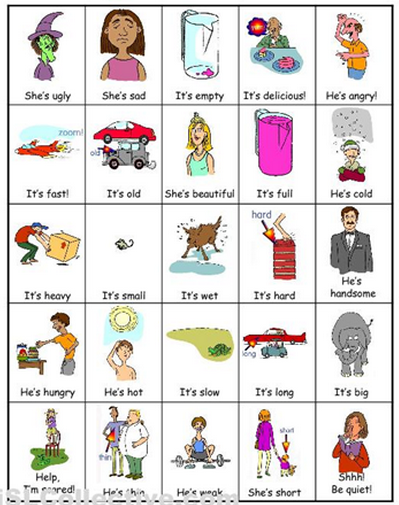 She's ugly
She's sad
It's empty
It's delicious!
He's angry!
zoom!
old
It's fast!
It's old
She's beautiful
It's full
He's cold
hard
It's heavy
It's small
It's wet
It's hard
He's
handsome
long
He's hungry
He's hot
It's slow
It's long
It's big
thin
short
Help,
I'm scared!
He's thin
He's weak
She's short
Shhh!
Be quiet!